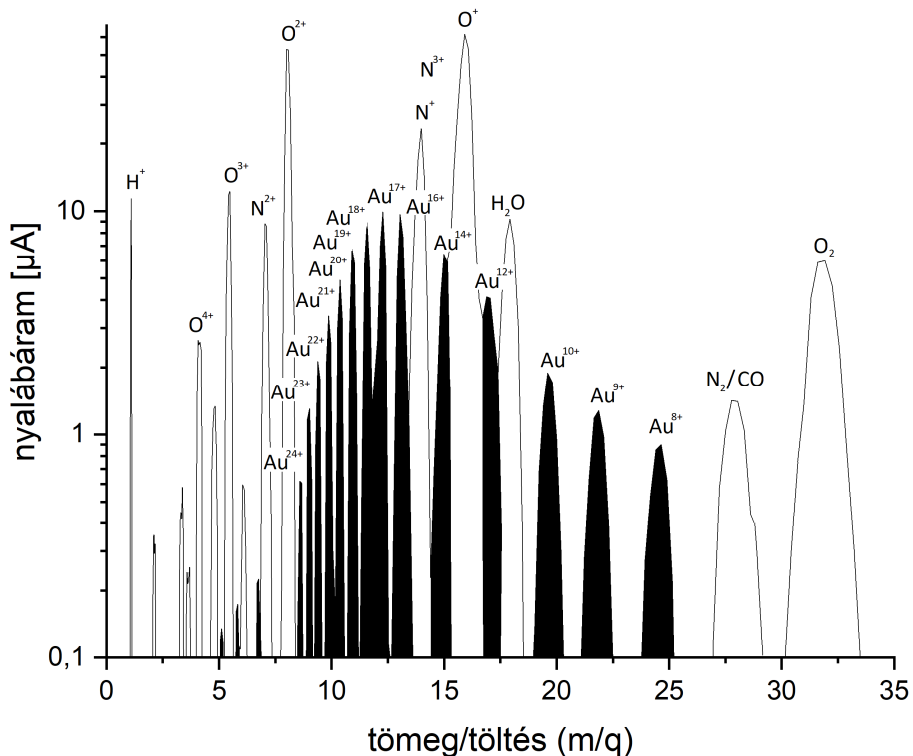 O²⁺
O⁺
N³⁺
N⁺
H⁺
O³⁺
N²⁺
Au¹⁷⁺
Au¹⁸⁺
Au¹⁶⁺
H₂O
Au¹⁹⁺
Au¹⁴⁺
O₂
Au²⁰⁺
Au¹²⁺
Au²¹⁺
O⁴⁺
Au²²⁺
Au¹⁰⁺
Au²³⁺
Au⁹⁺
N₂/CO
Au⁸⁺
Au²⁴⁺
10
1
0,1
nyalábáram [µA]
0 5 10 15 20 25 30 35
tömeg/töltés (m/q)